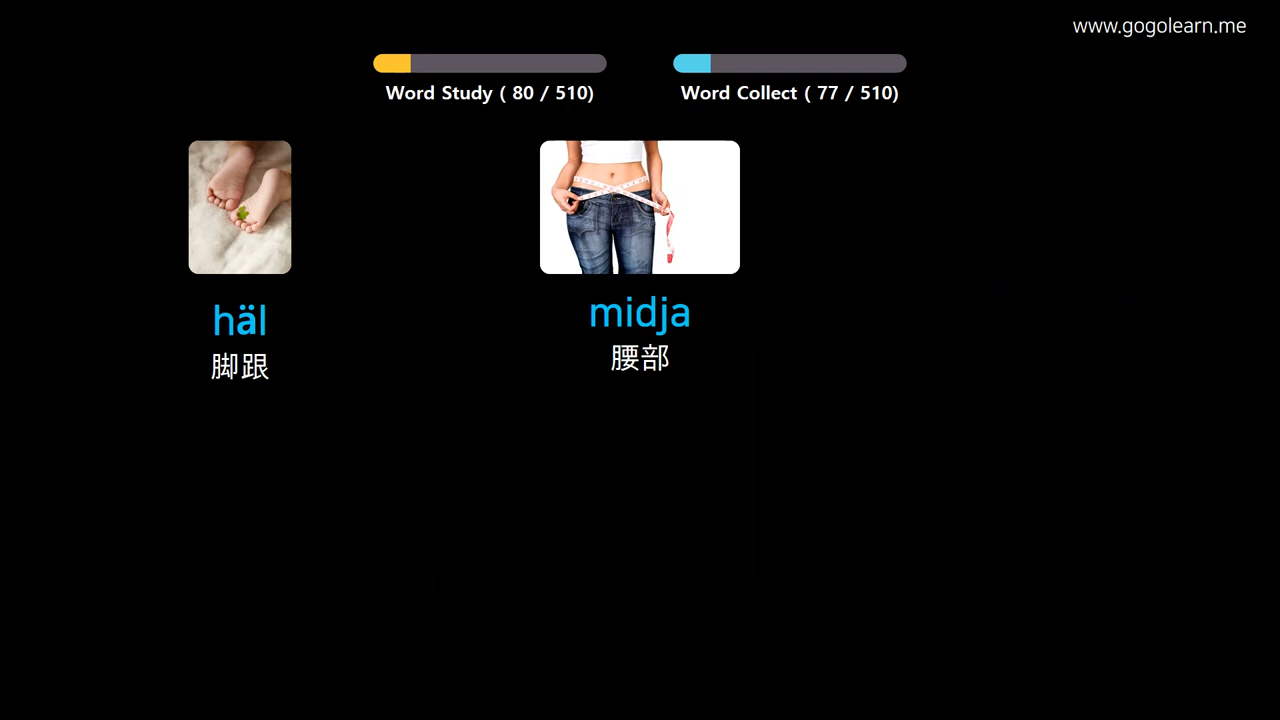 www.gogolearn.me
Word Study ( 80 / 510)
Word Collect ( 77 / 510)
häl
脚跟
midja
腰部